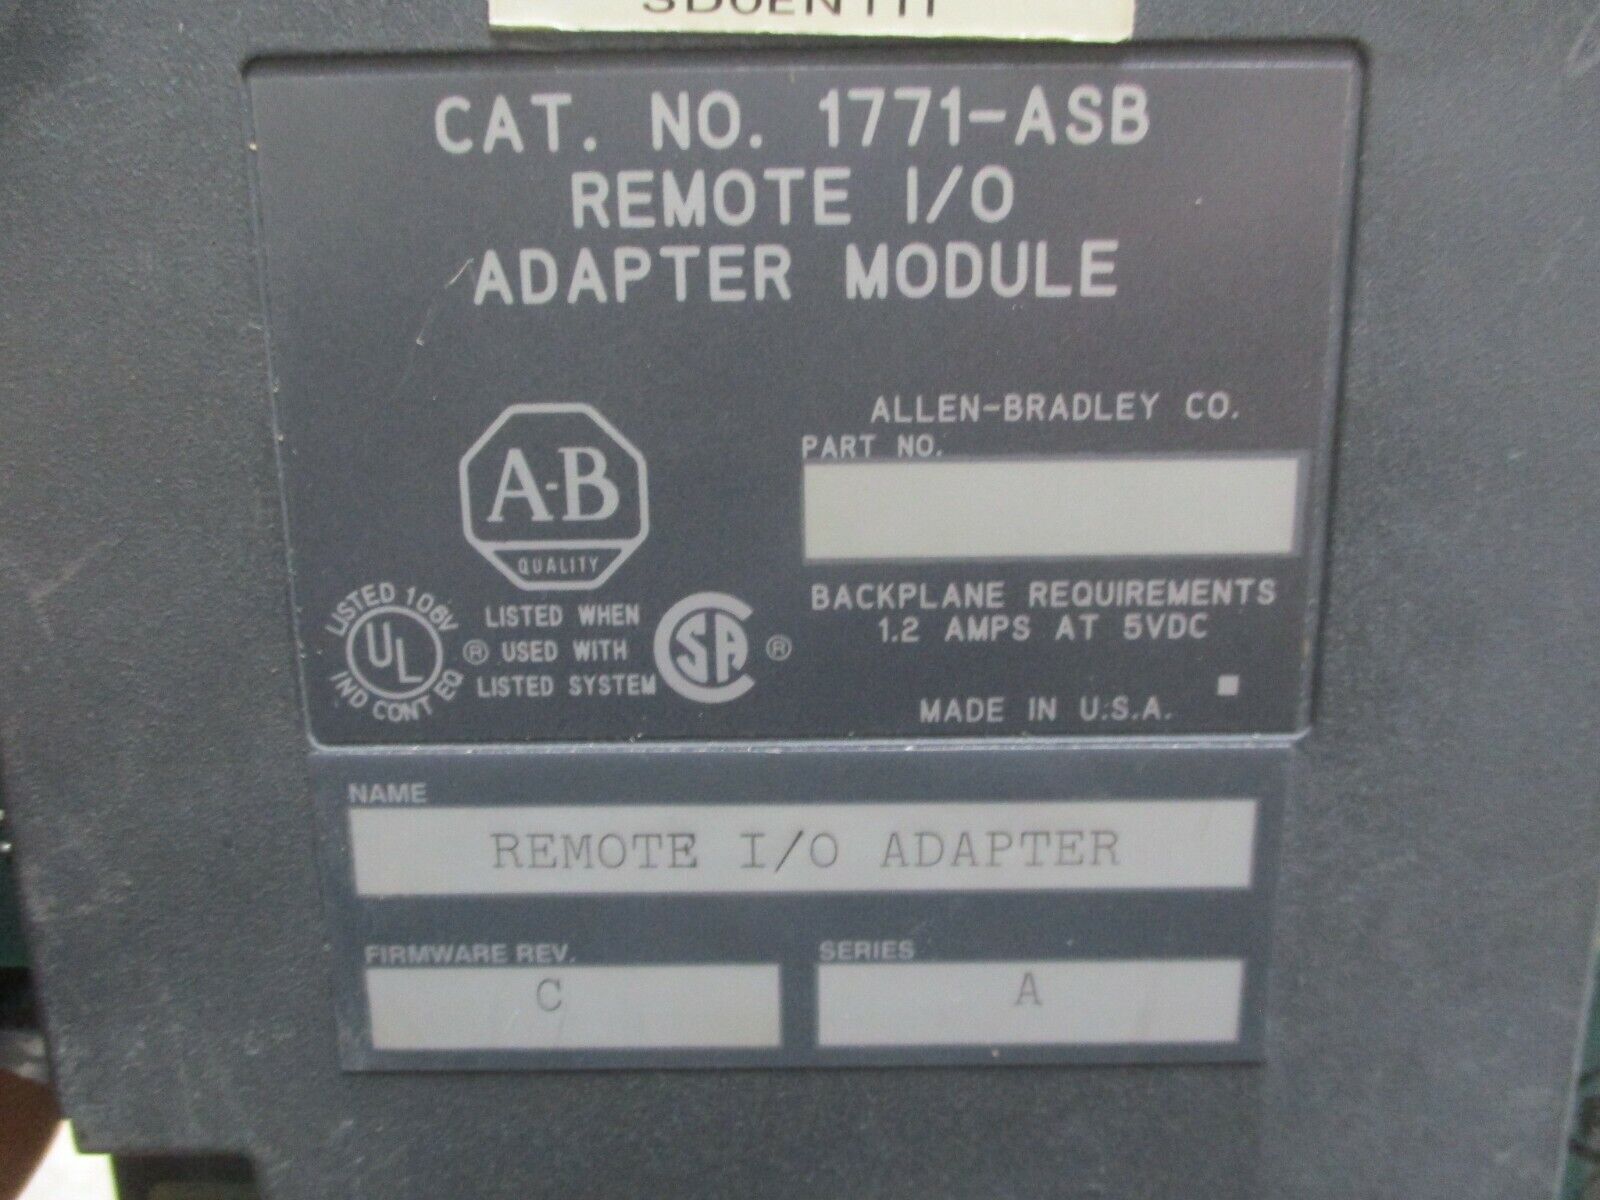 CAT. NO. 1771-ASB
REMOTE I/O
ADAPTER MODULE
A-B
QUALITY
ALLEN-BRADLEY CO.
PART NO.
LISTED 106V
UL
IND CONT EQ
®
LISTED WHEN
USED WITH
LISTED SYSTEM
CSA
®
BACKPLANE REQUIREMENTS
1.2 AMPS AT 5VDC
MADE IN U.S.A.
NAME
REMOTE I/O ADAPTER
FIRMWARE REV.
C
SERIES
A